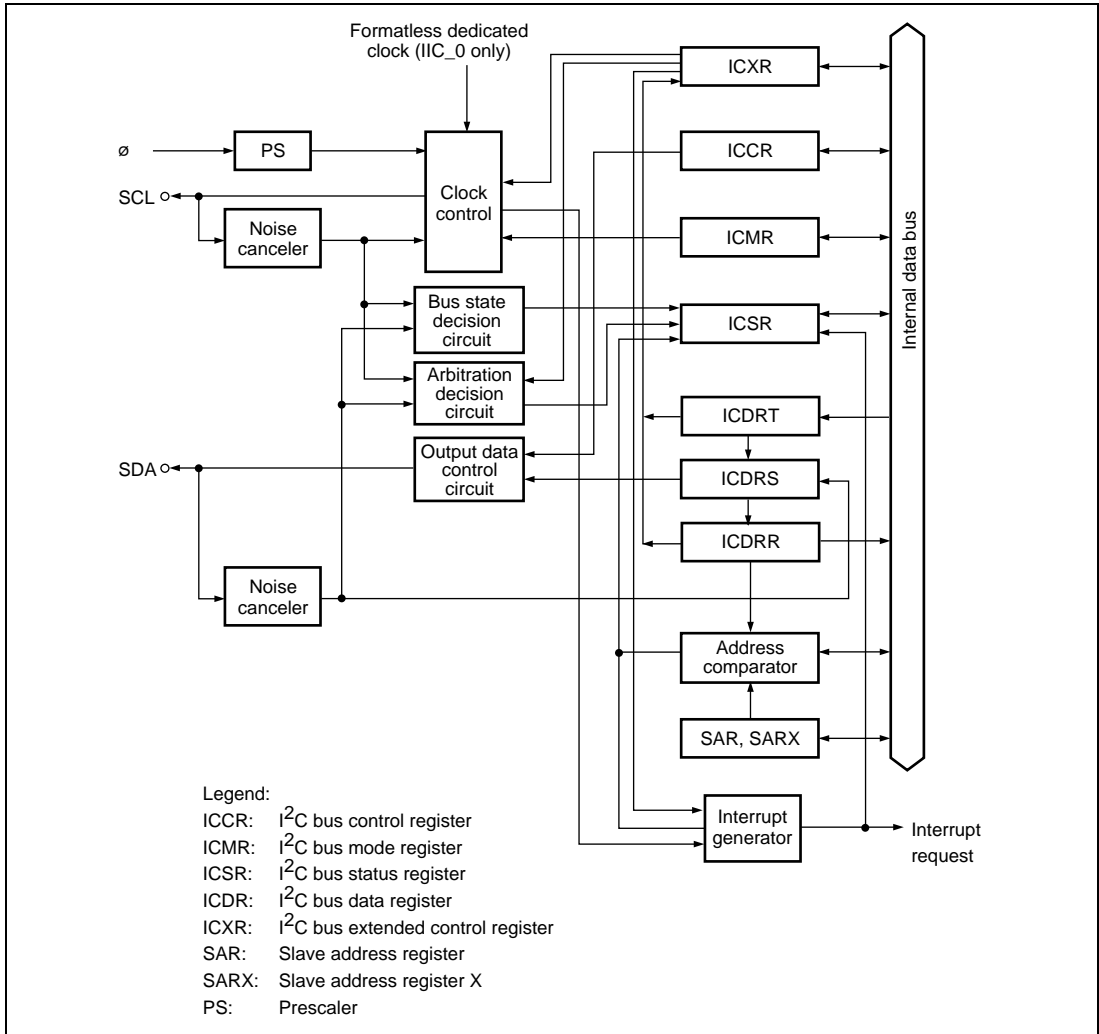 Formatless dedicated
clock (IIC_0 only)
ICXR
ø
PS
ICCR
SCL
Clock
control
Noise
canceler
ICMR
Bus state
decision
circuit
ICSR
Internal data bus
Arbitration
decision
circuit
ICDRT
SDA
Output data
control
circuit
ICDRS
ICDRR
Noise
canceler
Address
comparator
SAR, SARX
Interrupt
generator
Interrupt
request
Legend:
ICCR: I2C bus control register
ICMR: I2C bus mode register
ICSR: I2C bus status register
ICDR: I2C bus data register
ICXR: I2C bus extended control register
SAR: Slave address register
SARX: Slave address register X
PS: Prescaler